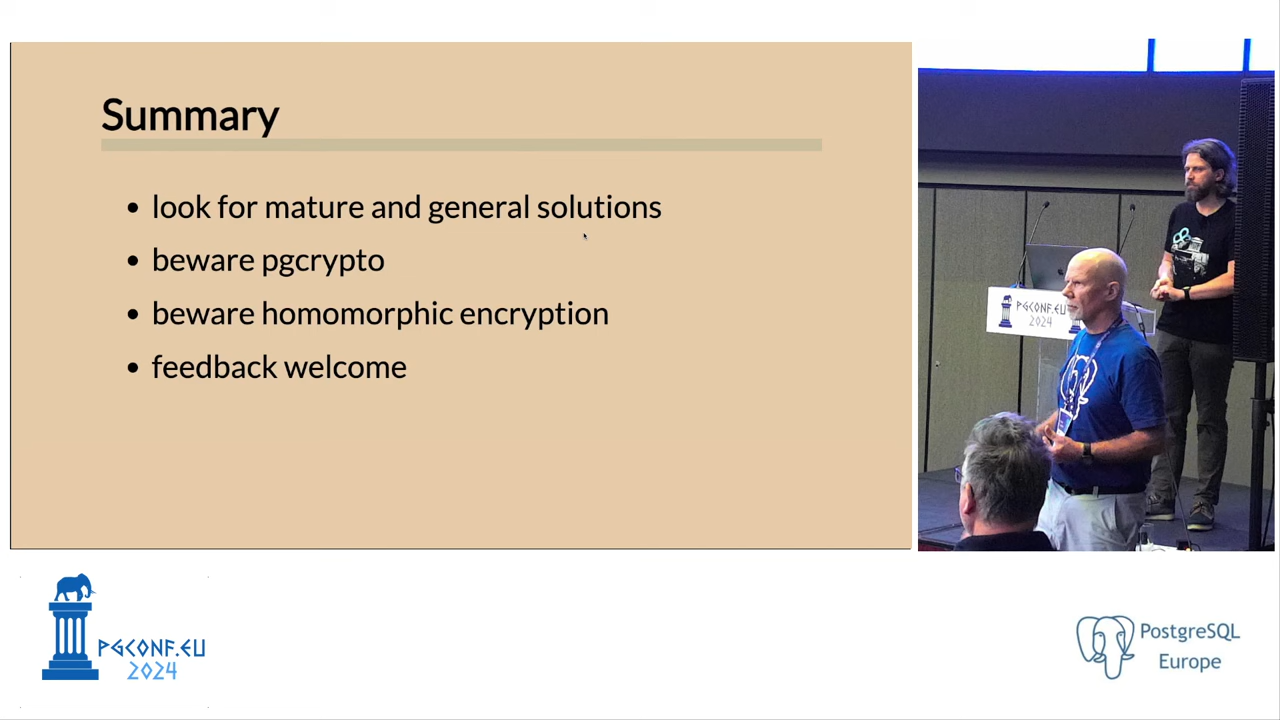 Summary
look for mature and general solutions
beware pgcrypto
beware homomorphic encryption
feedback welcome
PGCONF.EU
2024
PGCONF.EU
2024
PostgreSQL
Europe